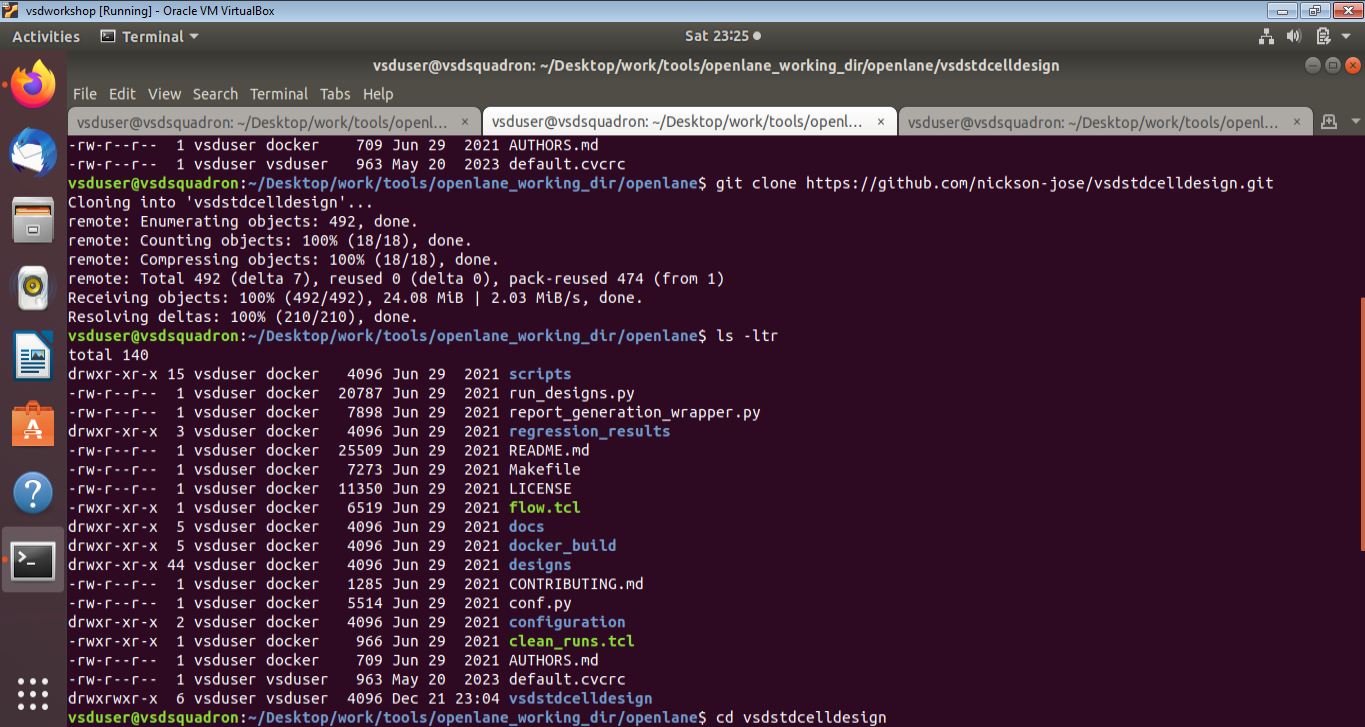 vsdworkshop [Running] - Oracle VM VirtualBox
Activities Terminal Sat 23:25
vsduser@vsdsquadron: ~/Desktop/work/tools/openlane_working_dir/openlane/vsdstdcelldesign
File Edit View Search Terminal Tabs Help
vsduser@vsdsquadron: ~/Desktop/work/tools/openl... × vsduser@vsdsquadron: ~/Desktop/work/tools/openl... × vsduser@vsdsquadron: ~/Desktop/work/tools/openl... ×
-rw-r--r--  1 vsduser docker    709 Jun 29  2021 AUTHORS.md
-rw-r--r--  1 vsduser vsduser   963 May 20  2023 default.cvcrc
vsduser@vsdsquadron:~/Desktop/work/tools/openlane_working_dir/openlane$ git clone https://github.com/nickson-jose/vsdstdcelldesign.git
Cloning into 'vsdstdcelldesign'...
remote: Enumerating objects: 492, done.
remote: Counting objects: 100% (18/18), done.
remote: Compressing objects: 100% (18/18), done.
remote: Total 492 (delta 7), reused 0 (delta 0), pack-reused 474 (from 1)
Receiving objects: 100% (492/492), 24.08 MiB | 2.03 MiB/s, done.
Resolving deltas: 100% (210/210), done.
vsduser@vsdsquadron:~/Desktop/work/tools/openlane_working_dir/openlane$ ls -ltr
total 140
drwxr-xr-x 15 vsduser docker   4096 Jun 29  2021 scripts
-rw-r--r--  1 vsduser docker  20787 Jun 29  2021 run_designs.py
-rw-r--r--  1 vsduser docker   7898 Jun 29  2021 report_generation_wrapper.py
drwxr-xr-x  3 vsduser docker   4096 Jun 29  2021 regression_results
-rw-r--r--  1 vsduser docker  25509 Jun 29  2021 README.md
-rw-r--r--  1 vsduser docker   7273 Jun 29  2021 Makefile
-rw-r--r--  1 vsduser docker  11350 Jun 29  2021 LICENSE
-rwxr-xr-x  1 vsduser docker   6519 Jun 29  2021 flow.tcl
drwxr-xr-x  5 vsduser docker   4096 Jun 29  2021 docs
drwxr-xr-x  5 vsduser docker   4096 Jun 29  2021 docker_build
drwxr-xr-x 44 vsduser docker   4096 Jun 29  2021 designs
-rw-r--r--  1 vsduser docker   1285 Jun 29  2021 CONTRIBUTING.md
-rw-r--r--  1 vsduser docker   5514 Jun 29  2021 conf.py
drwxr-xr-x  2 vsduser docker   4096 Jun 29  2021 configuration
-rwxr-xr-x  1 vsduser docker    966 Jun 29  2021 clean_runs.tcl
-rw-r--r--  1 vsduser docker    709 Jun 29  2021 AUTHORS.md
-rw-r--r--  1 vsduser vsduser   963 May 20  2023 default.cvcrc
drwxrwxr-x  6 vsduser vsduser  4096 Dec 21 23:04 vsdstdcelldesign
vsduser@vsdsquadron:~/Desktop/work/tools/openlane_working_dir/openlane$ cd vsdstdcelldesign